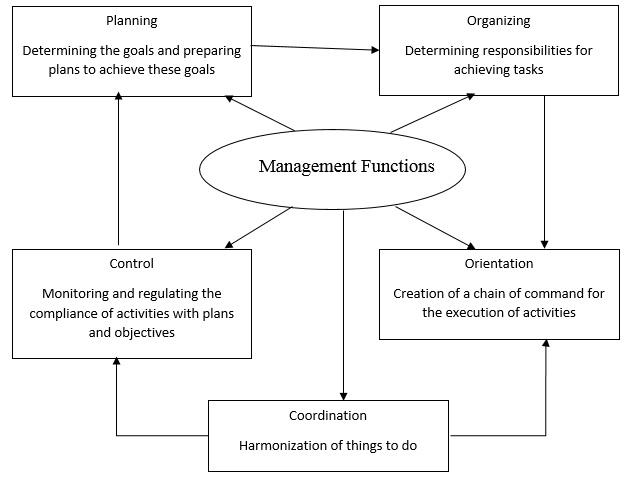 Planning
Determining the goals and preparing
plans to achieve these goals
Organizing
Determining responsibilities for
achieving tasks
Management Functions
Control
Monitoring and regulating the
compliance of activities with plans
and objectives
Orientation
Creation of a chain of command for
the execution of activities
Coordination
Harmonization of things to do